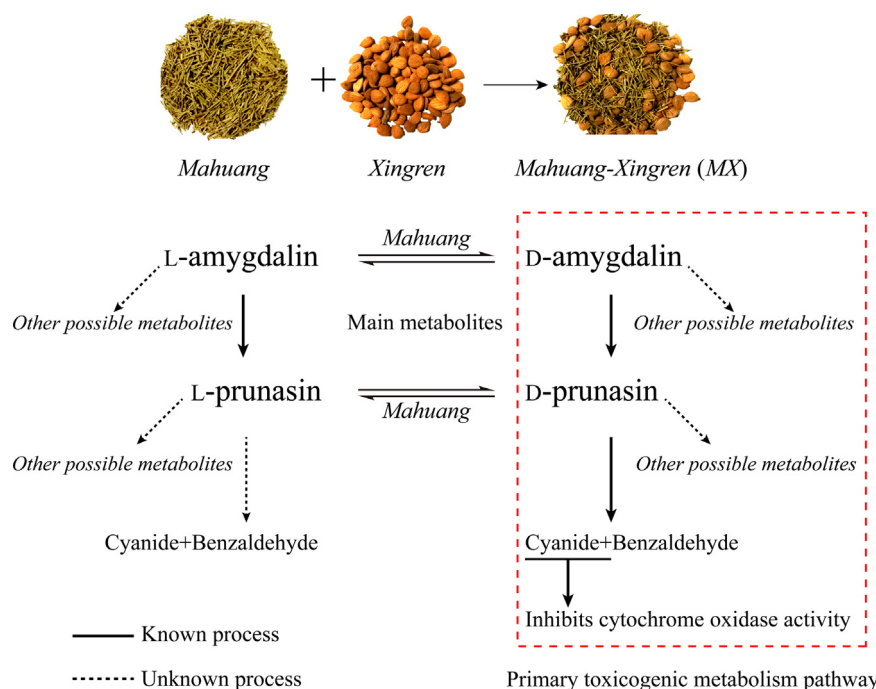 +
Mahuang Xingren Mahuang-Xingren (MX)
L-amygdalin Mahuang D-amygdalin
Other possible metabolites Main metabolites Other possible metabolites
L-prunasin Mahuang D-prunasin
Other possible metabolites Other possible metabolites
Cyanide+Benzaldehyde Cyanide+Benzaldehyde
Inhibits cytochrome oxidase activity
Known process
Unknown process Primary toxicogenic metabolism pathway